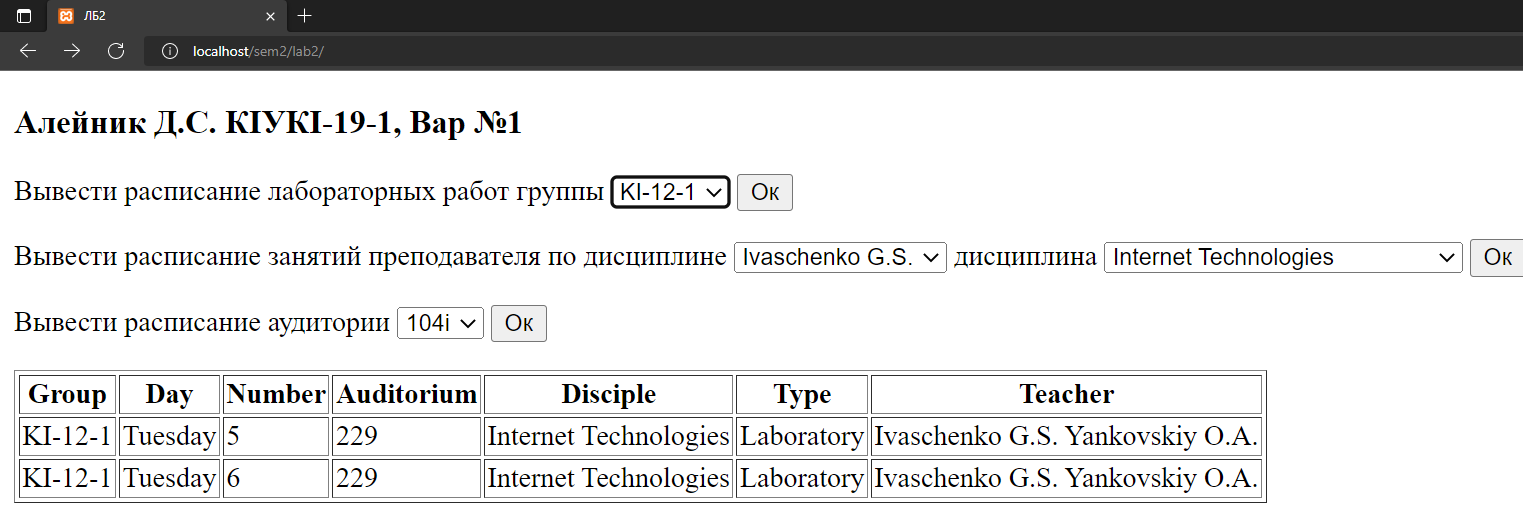 ЛБ2
localhost/sem2/lab2/
Алейник Д.С. КІУКІ-19-1, Вар №1
Вывести расписание лабораторных работ группы KI-12-1 Ок
Вывести расписание занятий преподавателя по дисциплине Ivaschenko G.S. дисциплина Internet Technologies Ок
Вывести расписание аудитории 104i Ок
Group Day Number Auditorium Disciple Type Teacher
KI-12-1 Tuesday 5 229 Internet Technologies Laboratory Ivaschenko G.S. Yankovskiy O.A.
KI-12-1 Tuesday 6 229 Internet Technologies Laboratory Ivaschenko G.S. Yankovskiy O.A.